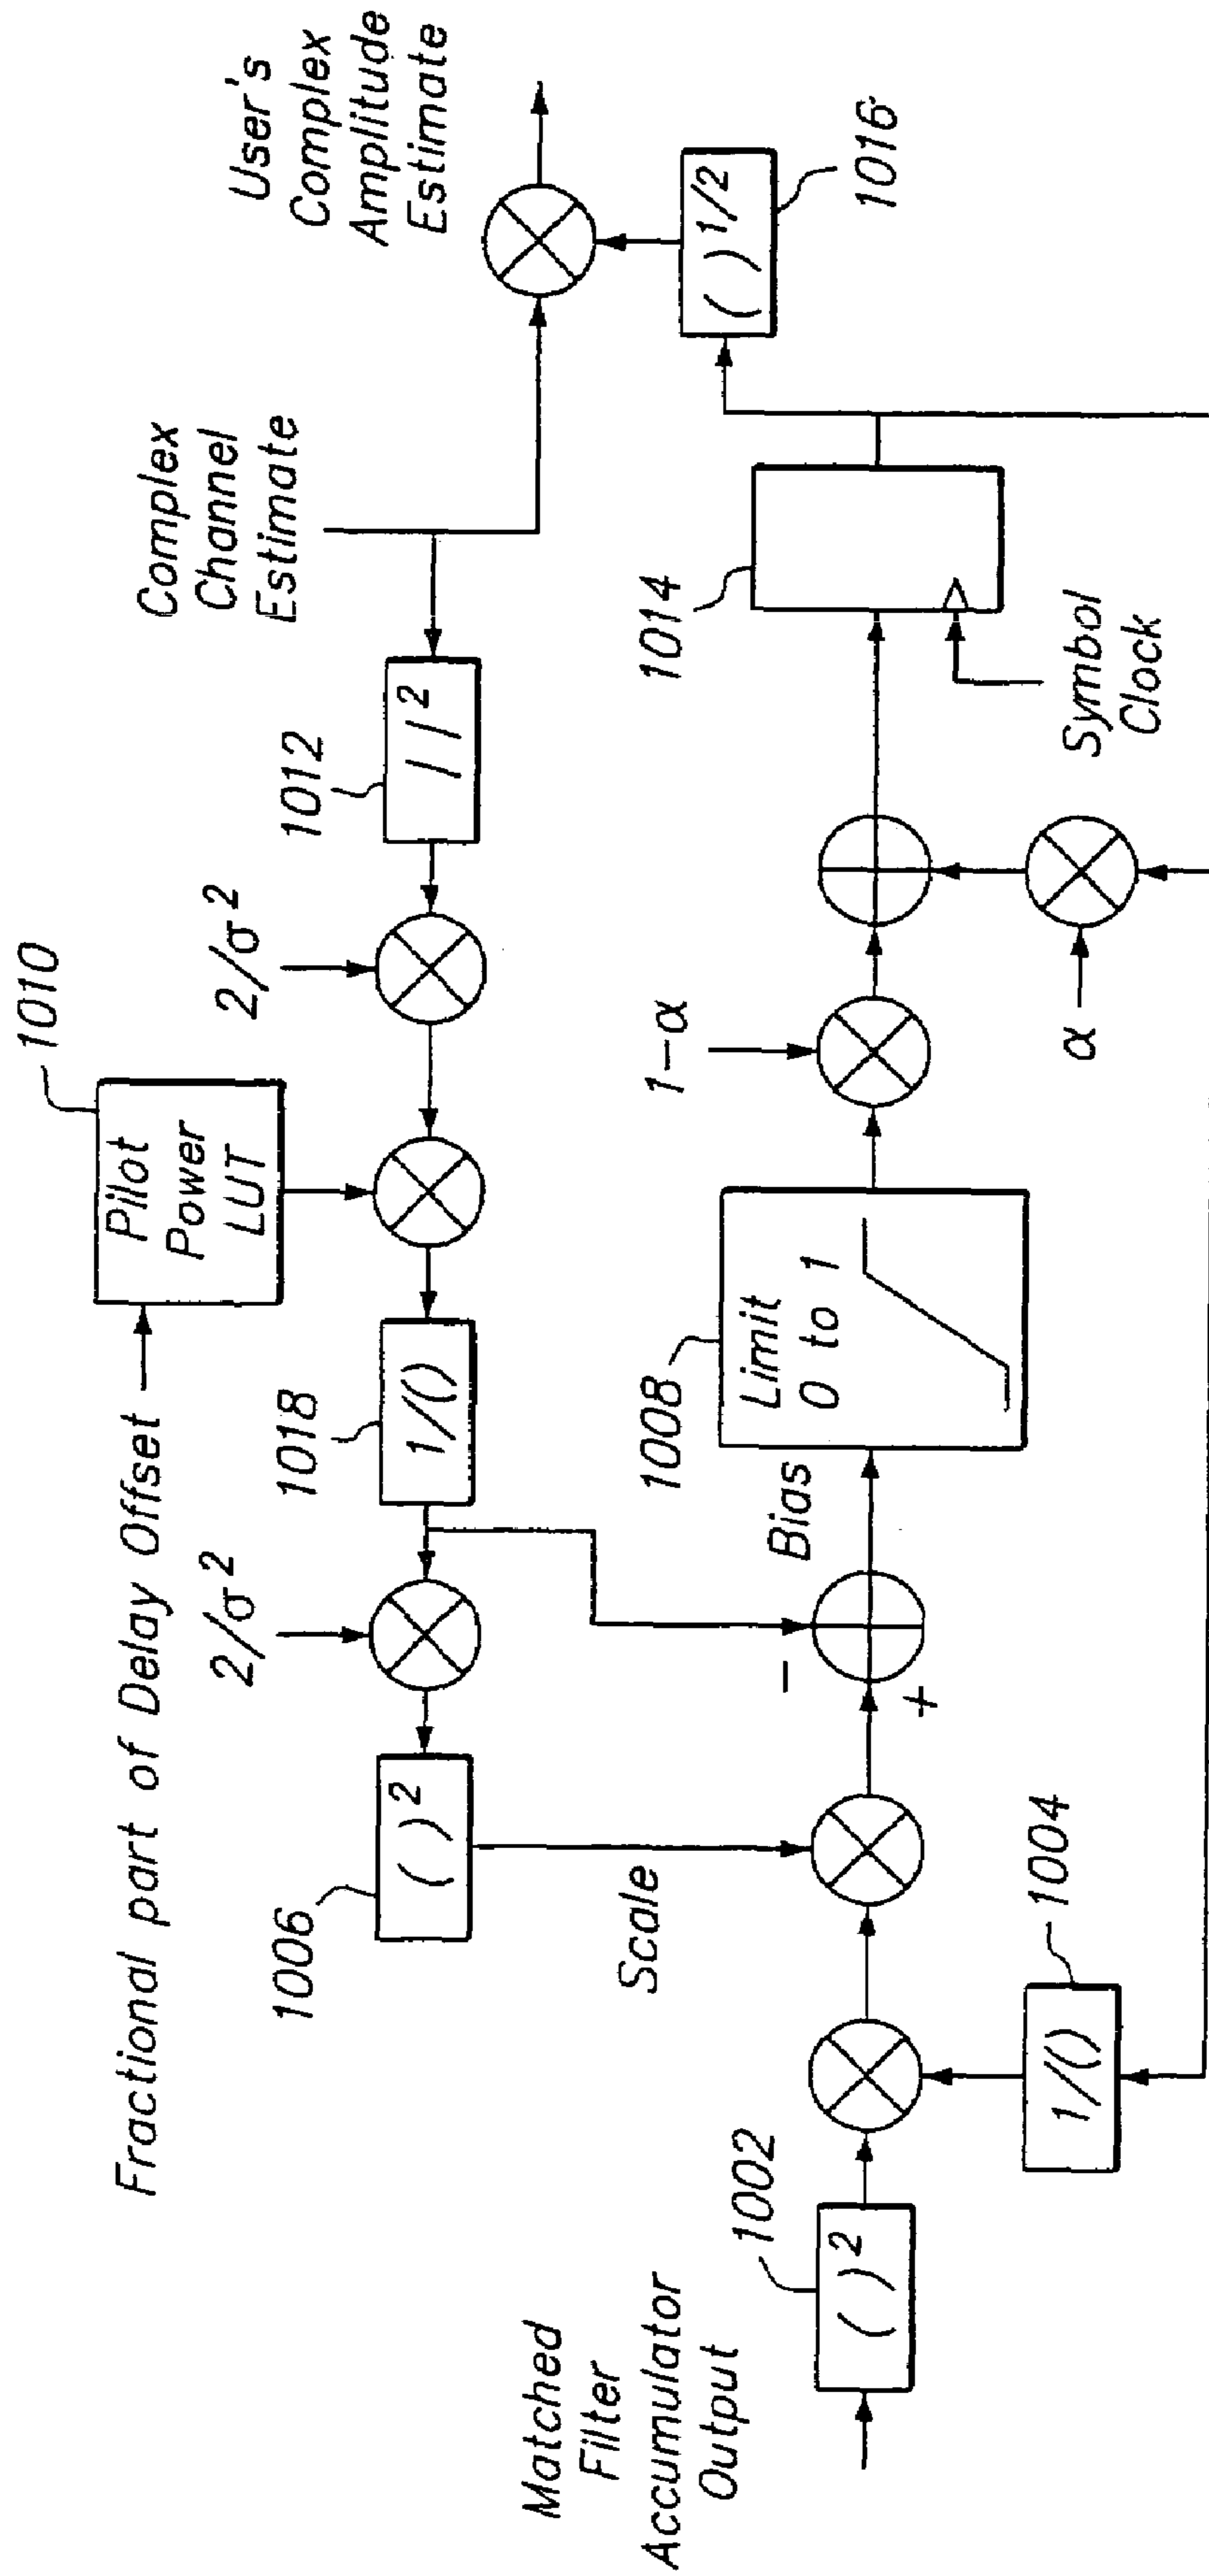 Fractional part of Delay Offset
1010
Pilot
Power
LUT
Complex
Channel
Estimate
User's
Complex
Amplitude
Estimate
2/σ²
1018
1/()
2/σ²
1012
| |²
1006
( )²
Scale
-
+
Bias
1008
Limit
0 to 1
1-α
α
1014
Symbol
Clock
( )1/2
1016
Matched
Filter
Accumulator
Output
1002
( )²
1/()
1004